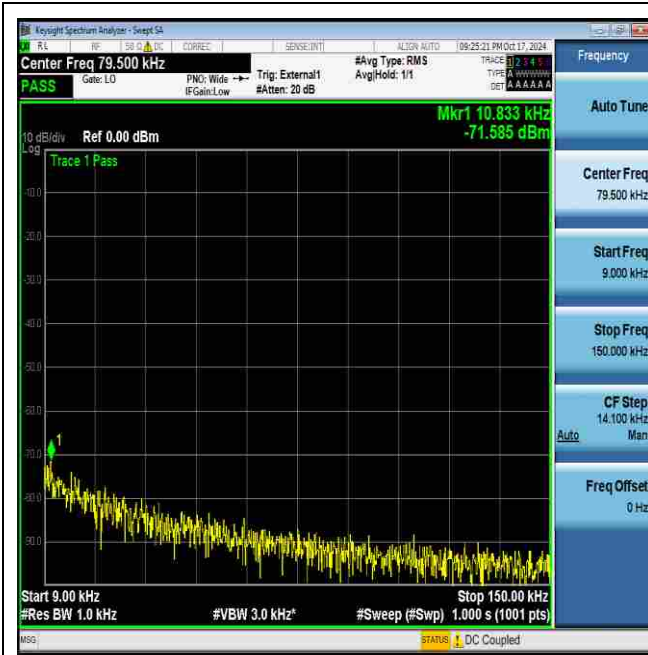 Keysight Spectrum Analyzer - Swept SA
RL RF 50 Ω DC CORREC SENSE:INT ALIGN AUTO 09:25:21 PM Oct 17, 2024
Center Freq 79.500 kHz #Avg Type: RMS TRACE 1 2 3 4 5 6
PASS Gate: LO PNO: Wide Trig: External1 Avg|Hold: 1/1 TYPE A WWWWW
IFGain:Low #Atten: 20 dB DET A A A A A A
Mkr1 10.833 kHz
10 dB/div Ref 0.00 dBm -71.585 dBm
Log
Trace 1 Pass
-10.0
-20.0
-30.0
-40.0
-50.0
-60.0
1
-70.0
-80.0
-90.0
Start 9.00 kHz Stop 150.00 kHz
#Res BW 1.0 kHz #VBW 3.0 kHz* #Sweep (#Swp) 1.000 s (1001 pts)
MSG STATUS DC Coupled
Frequency
Auto Tune
Center Freq
79.500 kHz
Start Freq
9.000 kHz
Stop Freq
150.000 kHz
CF Step
14.100 kHz
Auto Man
Freq Offset
0 Hz